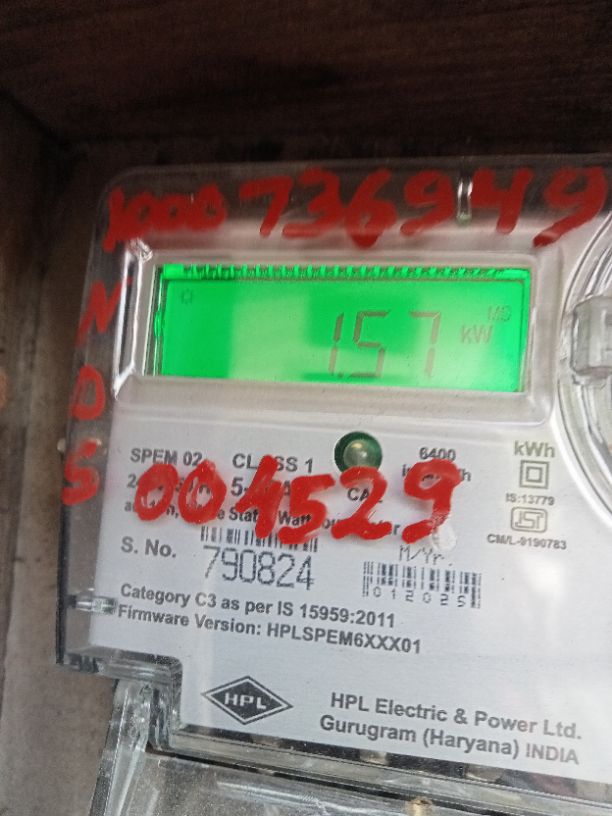 1000736949
N
D
S
1.57 kW MD
SPEM 02 CLASS 1 6400 kWh
004529
IS:13779
CM/L-9190783
S. No. 790824 M/Yr.
012025
Category C3 as per IS 15959:2011
Firmware Version: HPLSPEM6XXX01
HPL
HPL Electric & Power Ltd.
Gurugram (Haryana) INDIA